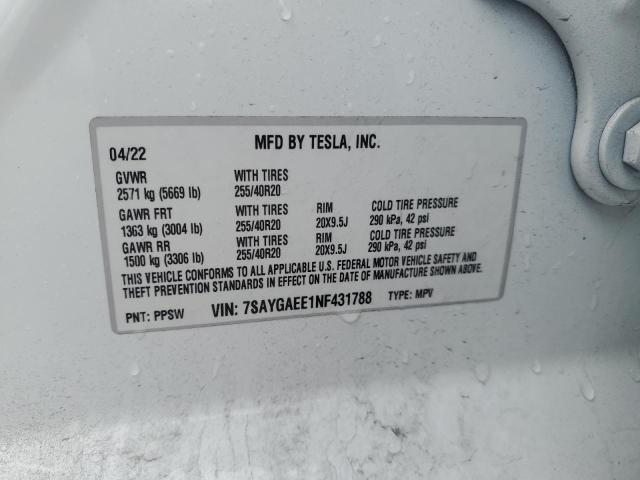 MFD BY TESLA, INC.
04/22
GVWR WITH TIRES
2571 kg (5669 lb) 255/40R20
GAWR FRT WITH TIRES RIM COLD TIRE PRESSURE
1363 kg (3004 lb) 255/40R20 20X9.5J 290 kPa, 42 psi
GAWR RR WITH TIRES RIM COLD TIRE PRESSURE
1500 kg (3306 lb) 255/40R20 20X9.5J 290 kPa, 42 psi
THIS VEHICLE CONFORMS TO ALL APPLICABLE U.S. FEDERAL MOTOR VEHICLE SAFETY AND
THEFT PREVENTION STANDARDS IN EFFECT ON THE DATE OF MANUFACTURE SHOWN ABOVE.
PNT: PPSW VIN: 7SAYGAEE1NF431788 TYPE: MPV